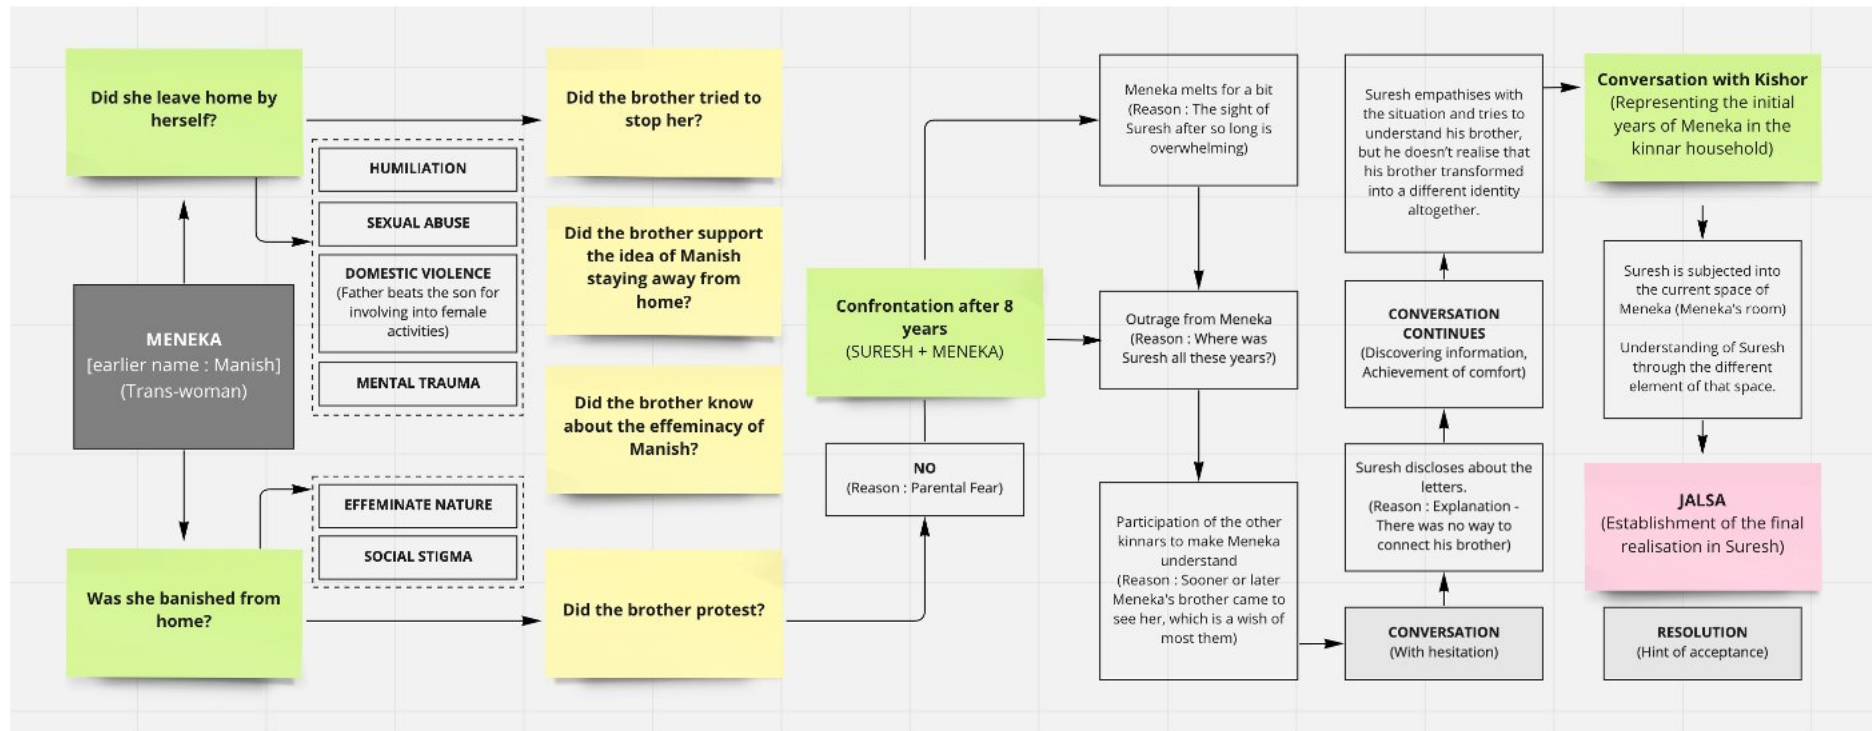 Did she leave home by
herself?
HUMILIATION
SEXUAL ABUSE
DOMESTIC VIOLENCE
(Father beats the son for
involving into female
activities)
MENTAL TRAUMA
MENEKA
[earlier name : Manish]
(Trans-woman)
EFFEMINATE NATURE
SOCIAL STIGMA
Was she banished from
home?
Did the brother tried to
stop her?
Did the brother support
the idea of Manish
staying away from
home?
Did the brother know
about the effeminacy of
Manish?
Did the brother protest?
NO
(Reason : Parental Fear)
Confrontation after 8
years
(SURESH + MENEKA)
Meneka melts for a bit
(Reason : The sight of
Suresh after so long is
overwhelming)
Outrage from Meneka
(Reason : Where was
Suresh all these years?)
Participation of the other
kinnars to make Meneka
understand
(Reason : Sooner or later
Meneka's brother came to
see her, which is a wish of
most them)
CONVERSATION
(With hesitation)
Suresh discloses about the
letters.
(Reason : Explanation -
There was no way to
connect his brother)
CONVERSATION
CONTINUES
(Discovering information,
Achievement of comfort)
Suresh empathises with
the situation and tries to
understand his brother,
but he doesn't realise that
his brother transformed
into a different identity
altogether.
Conversation with Kishor
(Representing the initial
years of Meneka in the
kinnar household)
Suresh is subjected into
the current space of
Meneka (Meneka's room)
Understanding of Suresh
through the different
element of that space.
JALSA
(Establishment of the final
realisation in Suresh)
RESOLUTION
(Hint of acceptance)